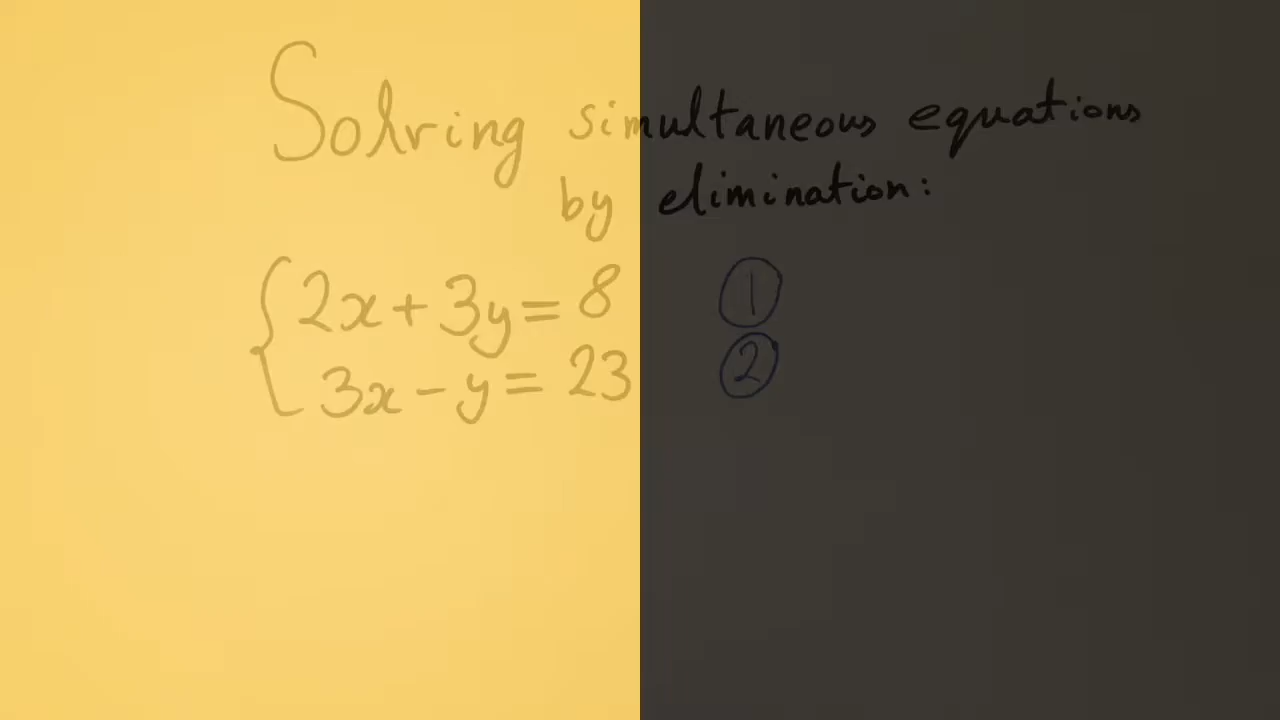 Solving simultaneous equations
by elimination:
2x + 3y = 8 ①
3x - y = 23 ②